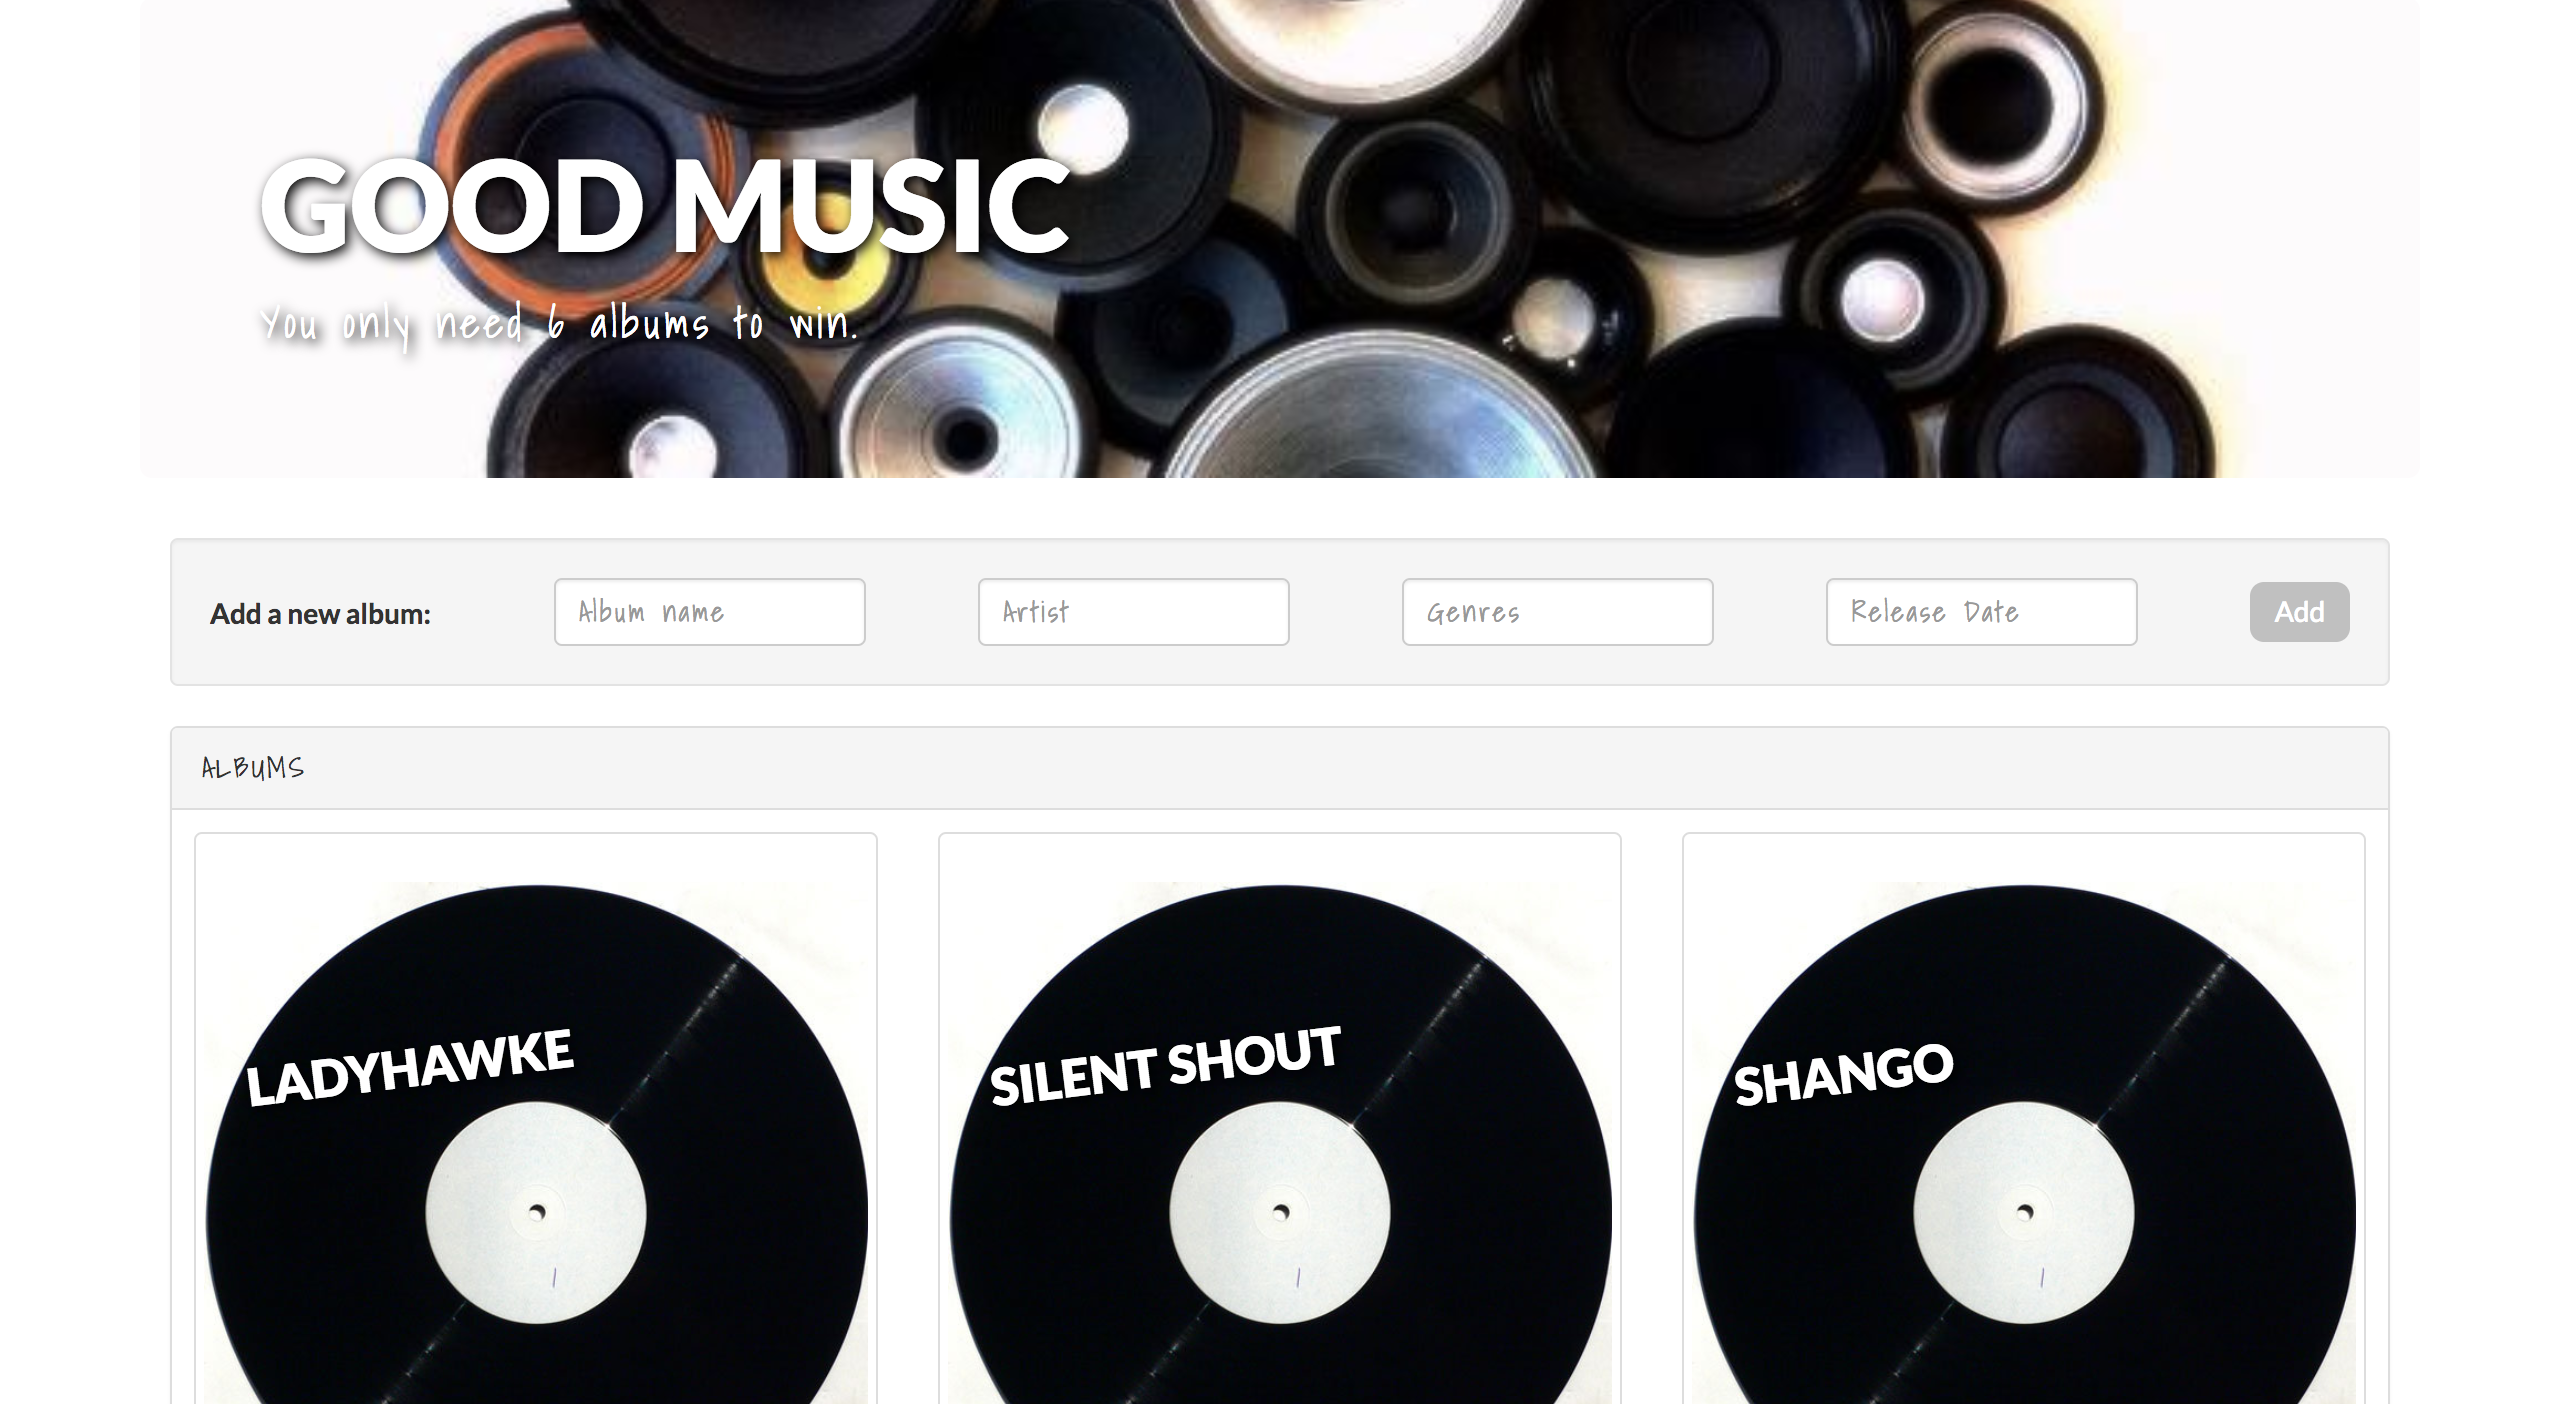 GOOD MUSIC
You only need 6 albums to win.
Add a new album:
Album name
Artist
Genres
Release Date
Add
ALBUMS
LADYHAWKE
SILENT SHOUT
SHANGO